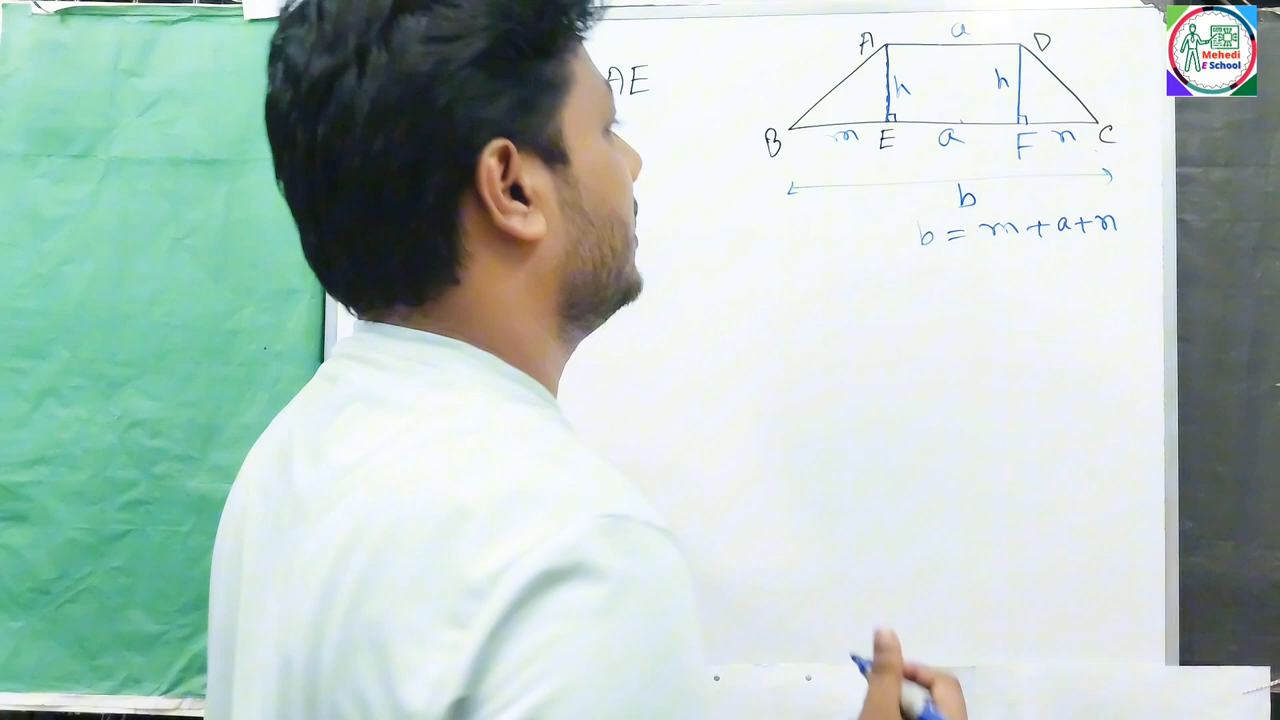 a
A D
h h
B m E a F n C
b
b = m + a + n
AE
Mehedi
E School